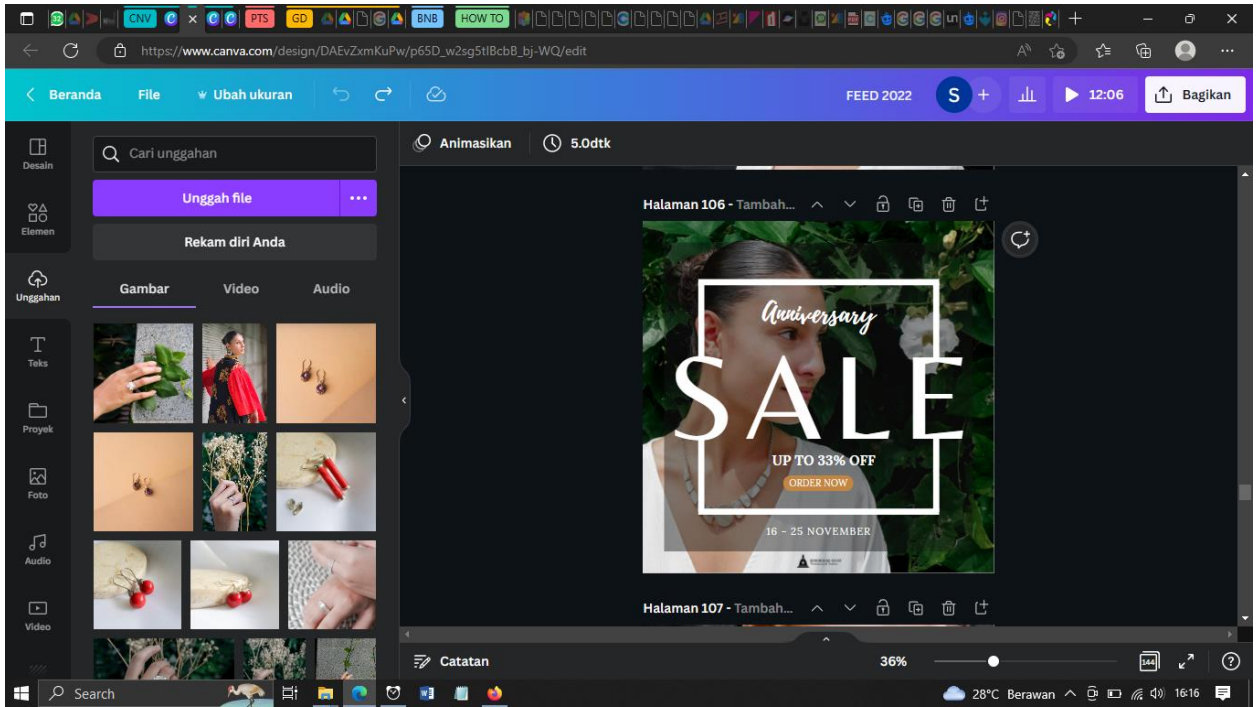 CNV
PTS
GD
BNB
HOW TO
https://www.canva.com/design/DAEvZxmKuPw/p65D_w2sg5tIBcbB_bj-WQ/edit
Beranda
File
Ubah ukuran
FEED 2022
S
+
12:06
Bagikan
Desain
Elemen
Unggahan
Teks
Proyek
Foto
Audio
Video
Cari unggahan
Unggah file
Rekam diri Anda
Gambar Video Audio
Animasikan
5.0dtk
Halaman 106 - Tambah...
Anniversary
SALE
UP TO 33% OFF
ORDER NOW
16 - 25 NOVEMBER
Halaman 107 - Tambah...
Catatan
36%
144
Search
28°C Berawan
16:16